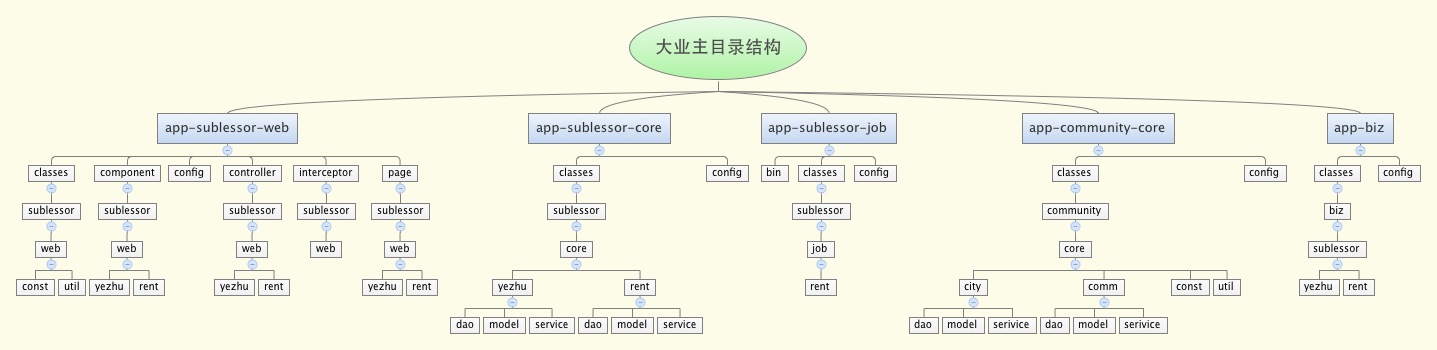 大业主目录结构
app-sublessor-web app-sublessor-core app-sublessor-job app-community-core app-biz
classes component config controller interceptor page classes config bin classes config classes config classes config
sublessor sublessor sublessor sublessor sublessor sublessor sublessor community biz
web web web web web core job core sublessor
const util yezhu rent yezhu rent yezhu rent yezhu rent rent city comm const util yezhu rent
dao model service dao model service dao model serivice dao model serivice